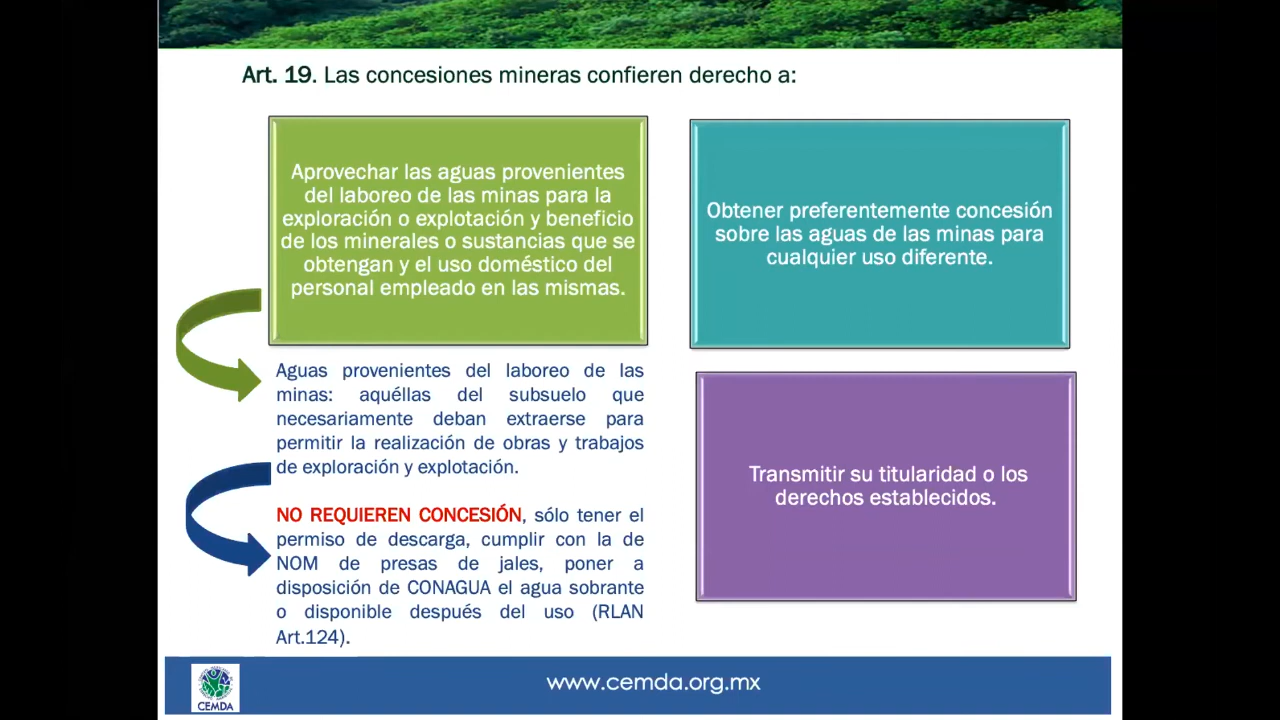 Art. 19. Las concesiones mineras confieren derecho a:
Aprovechar las aguas provenientes
del laboreo de las minas para la
exploración o explotación y beneficio
de los minerales o sustancias que se
obtengan y el uso doméstico del
personal empleado en las mismas.
Aguas provenientes del laboreo de las
minas: aquéllas del subsuelo que
necesariamente deban extraerse para
permitir la realización de obras y trabajos
de exploración y explotación.
NO REQUIEREN CONCESIÓN, sólo tener el
permiso de descarga, cumplir con la de
NOM de presas de jales, poner a
disposición de CONAGUA el agua sobrante
o disponible después del uso (RLAN
Art.124).
Obtener preferentemente concesión
sobre las aguas de las minas para
cualquier uso diferente.
Transmitir su titularidad o los
derechos establecidos.
CEMDA
www.cemda.org.mx